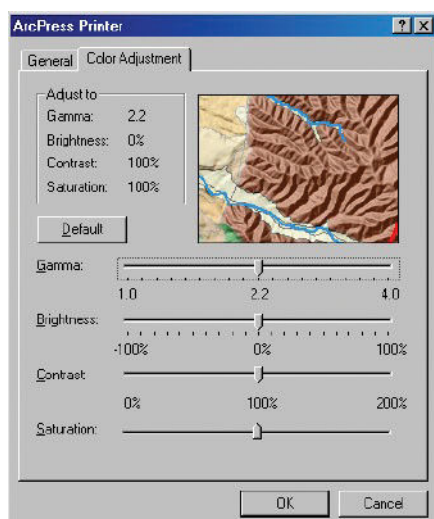 ArcPress Printer
General Color Adjustment
Adjust to
Gamma: 2.2
Brightness: 0%
Contrast: 100%
Saturation: 100%
Default
Gamma:
1.0 2.2 4.0
Brightness:
-100% 0% 100%
Contrast
0% 100% 200%
Saturation:
OK Cancel